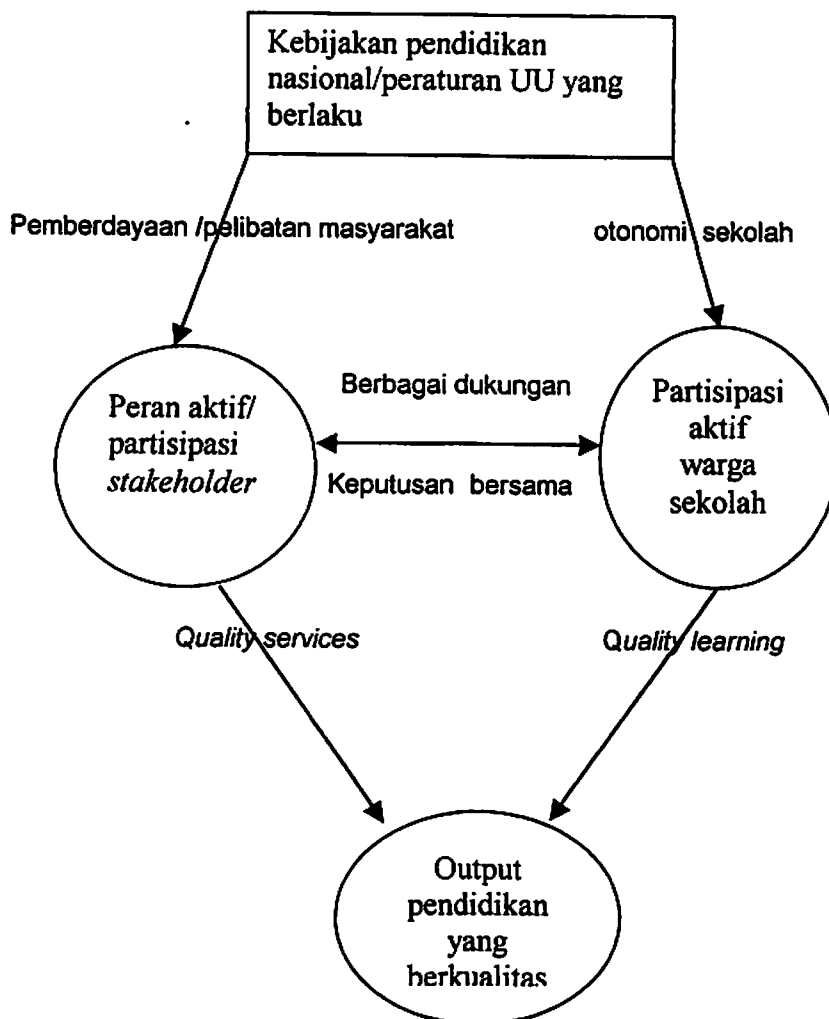 Kebijakan pendidikan
nasional/peraturan UU yang
berlaku
Pemberdayaan /pelibatan masyarakat
otonomi sekolah
Peran aktif/
partisipasi
stakeholder
Berbagai dukungan
Keputusan bersama
Partisipasi
aktif
warga
sekolah
Quality services
Quality learning
Output
pendidikan
yang
berkualitas